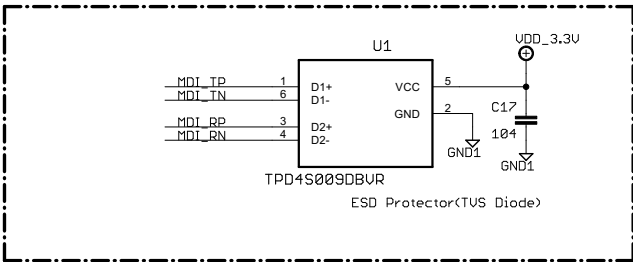 VDD_3.3V
U1
MDI_TP 1 D1+ VCC 5
MDI_TN 6 D1-
GND 2 C17
MDI_RP 3 D2+ 104
MDI_RN 4 D2-
GND1 GND1
TPD4S009DBVR
ESD Protector(TVS Diode)